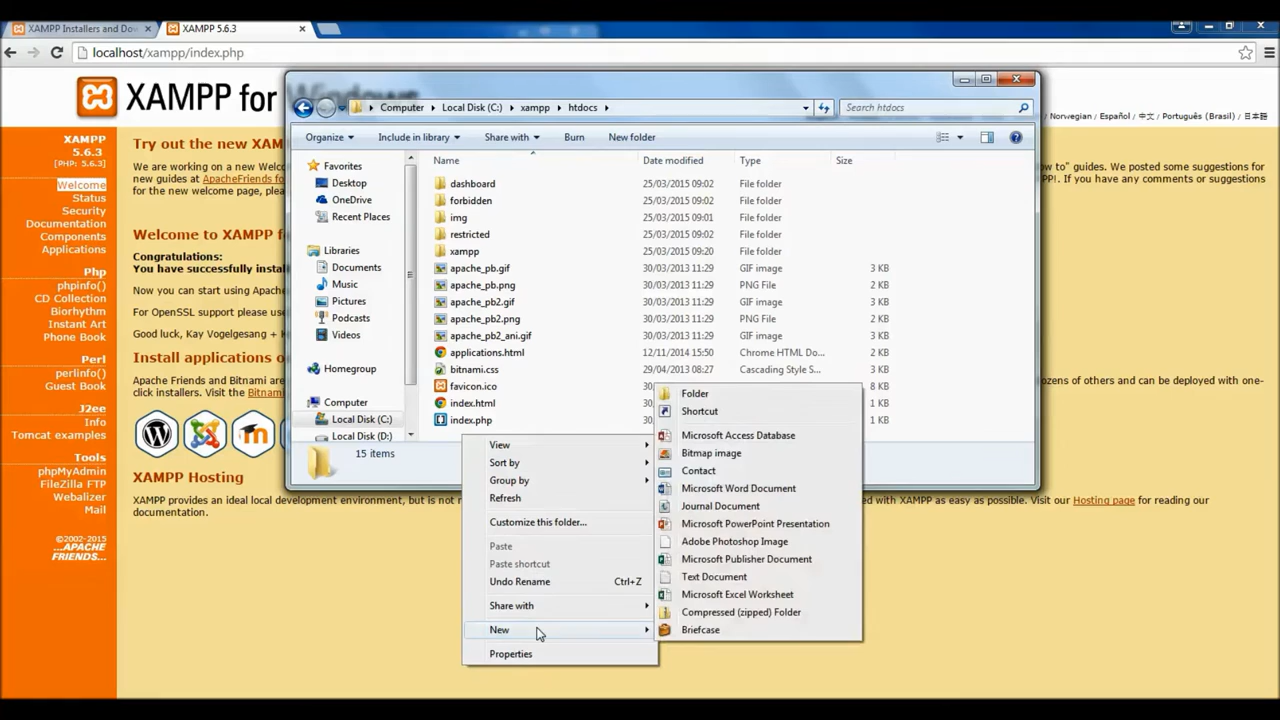 XAMPP Installers and Dow
XAMPP 5.6.3
localhost/xampp/index.php
XAMPP for Windows
Norwegian / Español / 中文 / Português (Brasil) / 日本語
XAMPP
5.6.3
[PHP: 5.6.3]
Welcome
Status
Security
Documentation
Components
Applications
Php
phpinfo()
CD Collection
Biorhythm
Instant Art
Phone Book
Perl
perlinfo()
Guest Book
J2ee
Info
Tomcat examples
Tools
phpMyAdmin
FileZilla FTP
Webalizer
Mail
©2002-2015
...APACHE
FRIENDS...
Try out the new XAM
We are working on a new Welcom
new guides at ApacheFriends fo
for the new welcome page,
ow to" guides. We posted some suggestions for
PP!. If you have any comments or suggestions
Welcome to XAMPP f
Congratulations:
You have successfully instal
Now you can start using Apache
For OpenSSL support please use
Good luck, Kay Vogelgesang +
Install applications o
Apache Friends and Bitnami are
click installers. Visit the Bitnami
ozens of others and can be deployed with one-
XAMPP Hosting
XAMPP provides an ideal local development environment, but is not
documentation.
ed with XAMPP as easy as possible. Visit our Hosting page for reading our
Computer
Local Disk (C:)
xampp
htdocs
Search htdocs
Organize
Include in library
Share with
Burn
New folder
Favorites
Desktop
OneDrive
Recent Places
Libraries
Documents
Music
Pictures
Podcasts
Videos
Homegroup
Computer
Local Disk (C:)
Local Disk (D:)
Name Date modified Type Size
dashboard 25/03/2015 09:02 File folder
forbidden 25/03/2015 09:02 File folder
img 25/03/2015 09:01 File folder
restricted 25/03/2015 09:02 File folder
xampp 25/03/2015 09:20 File folder
apache_pb.gif 30/03/2013 11:29 GIF image 3 KB
apache_pb.png 30/03/2013 11:29 PNG File 2 KB
apache_pb2.gif 30/03/2013 11:29 GIF image 3 KB
apache_pb2.png 30/03/2013 11:29 PNG File 2 KB
apache_pb2_ani.gif 30/03/2013 11:29 GIF image 3 KB
applications.html 12/11/2014 15:50 Chrome HTML Do... 2 KB
bitnami.css 29/04/2013 08:27 Cascading Style S... 1 KB
favicon.ico 30 8 KB
index.html 30 1 KB
index.php 30 1 KB
15 items
View
Sort by
Group by
Refresh
Customize this folder...
Paste
Paste shortcut
Undo Rename Ctrl+Z
Share with
New
Properties
Folder
Shortcut
Microsoft Access Database
Bitmap image
Contact
Microsoft Word Document
Journal Document
Microsoft PowerPoint Presentation
Adobe Photoshop Image
Microsoft Publisher Document
Text Document
Microsoft Excel Worksheet
Compressed (zipped) Folder
Briefcase